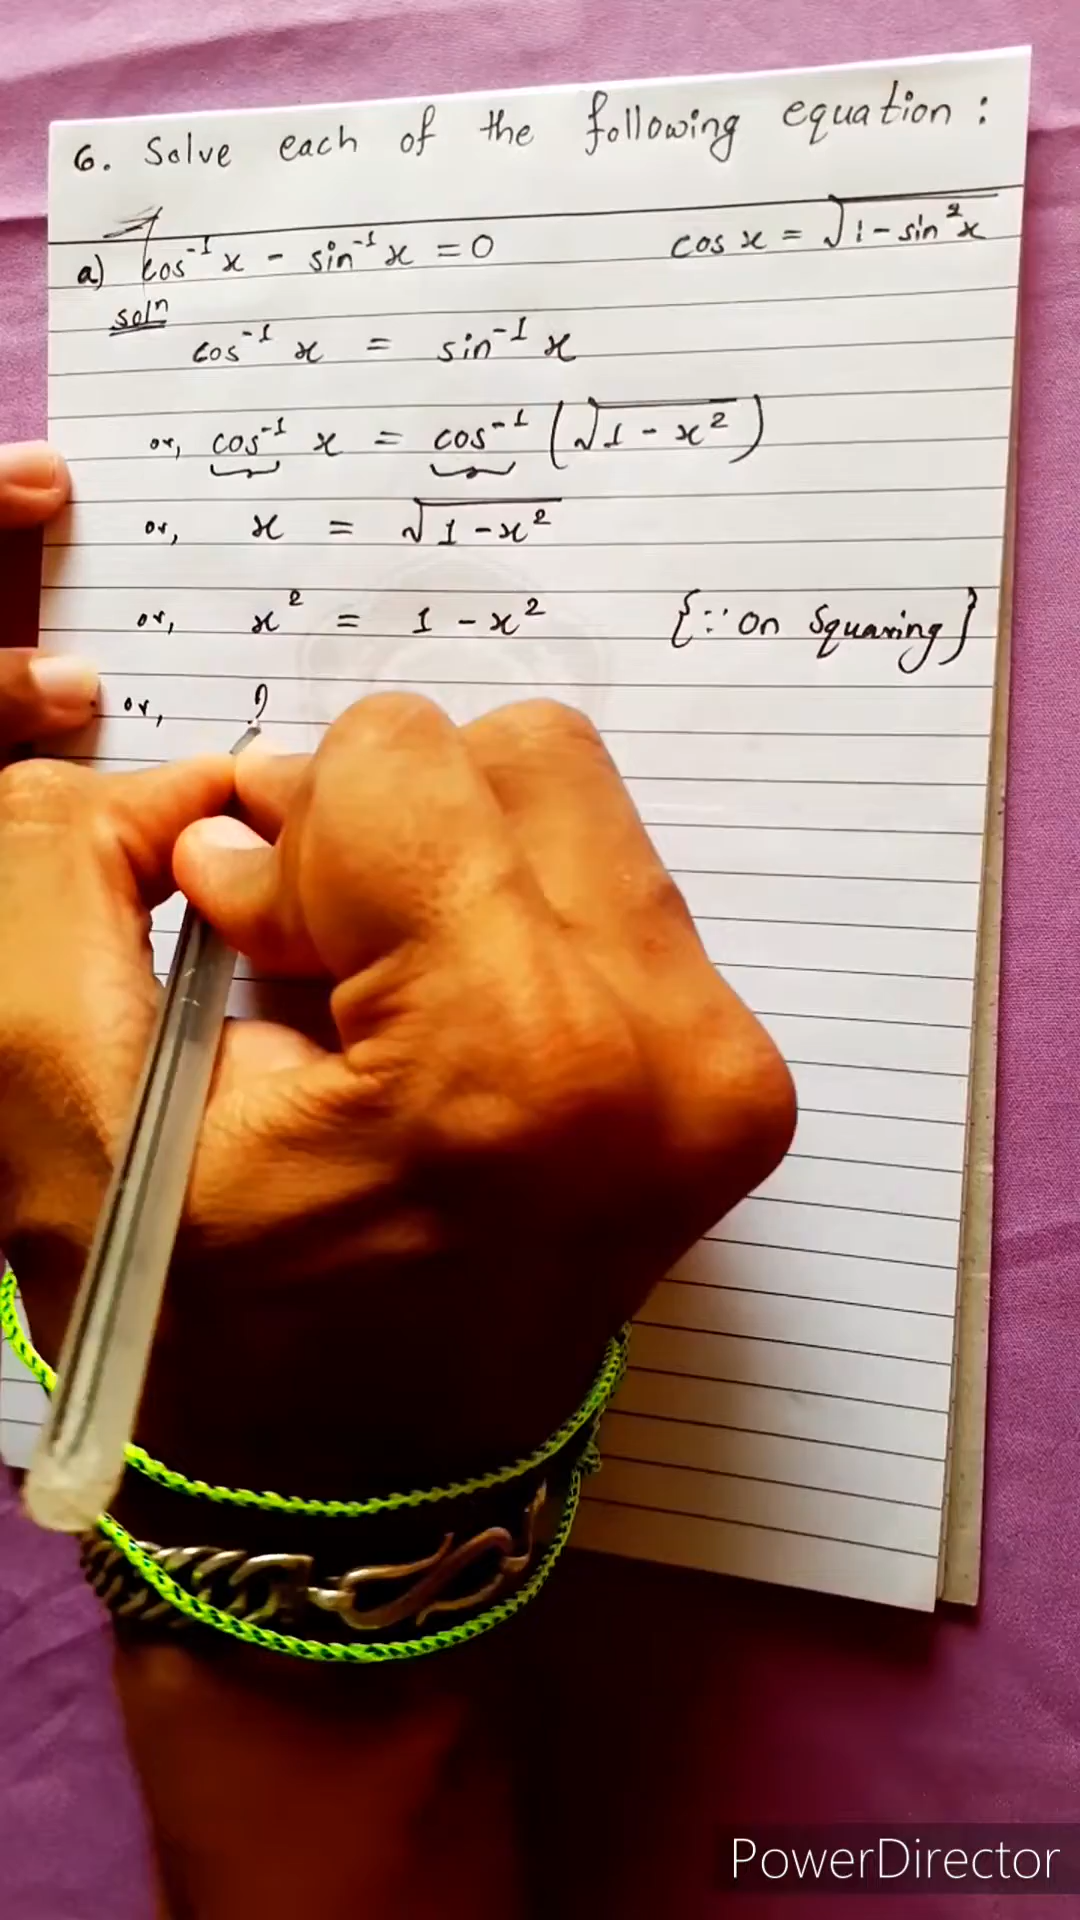 6. Solve each of the following equation :
a) cos⁻¹ x - sin⁻¹ x = 0 cos x = √1 - sin² x
solⁿ
cos⁻¹ x = sin⁻¹ x
or, cos⁻¹ x = cos⁻¹ (√1 - x²)
or, x = √1 - x²
or, x² = 1 - x² {∵ On Squaring}
or,
PowerDirector